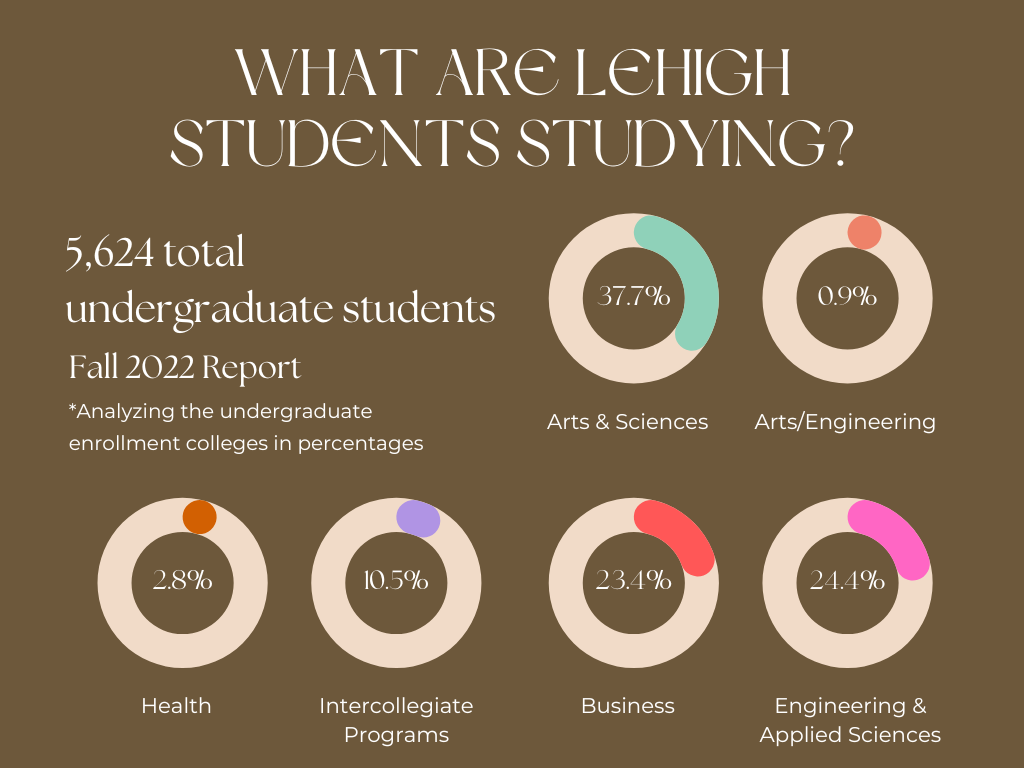 WHAT ARE LEHIGH
STUDENTS STUDYING?
5,624 total
undergraduate students
Fall 2022 Report
*Analyzing the undergraduate
enrollment colleges in percentages
37.7%
Arts & Sciences
0.9%
Arts/Engineering
2.8%
Health
10.5%
Intercollegiate
Programs
23.4%
Business
24.4%
Engineering &
Applied Sciences